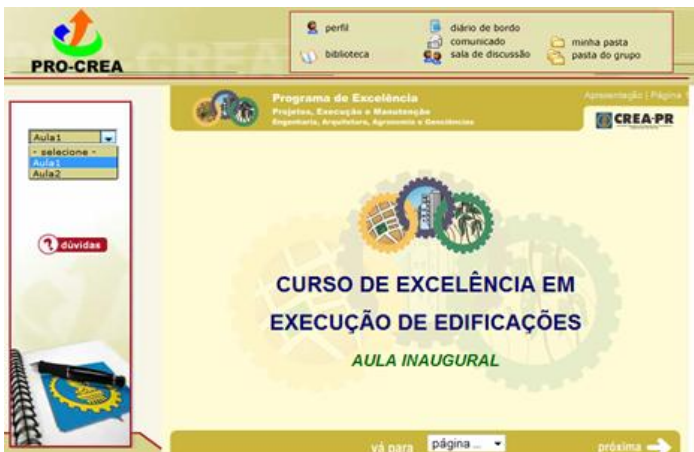 PRO-CREA
perfil
biblioteca
diário de bordo
comunicado
sala de discussão
minha pasta
pasta do grupo
Aula1
- selecione -
Aula1
Aula2
dúvidas
Programa de Excelência
Projetos, Execução e Manutenção
Engenharia, Arquitetura, Agronomia e Geociências
Apresentação | Página
CREA-PR
CURSO DE EXCELÊNCIA EM
EXECUÇÃO DE EDIFICAÇÕES
AULA INAUGURAL
vá para
página ...
próxima